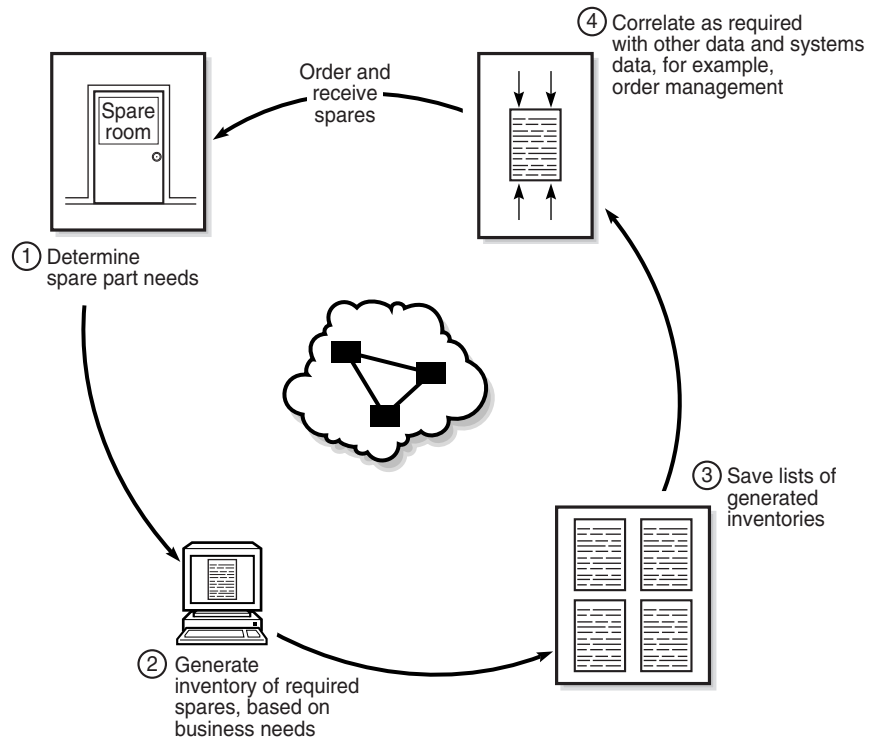 Spare
room
1 Determine
spare part needs
2 Generate
inventory of required
spares, based on
business needs
3 Save lists of
generated
inventories
4 Correlate as required
with other data and systems
data, for example,
order management
Order and
receive
spares